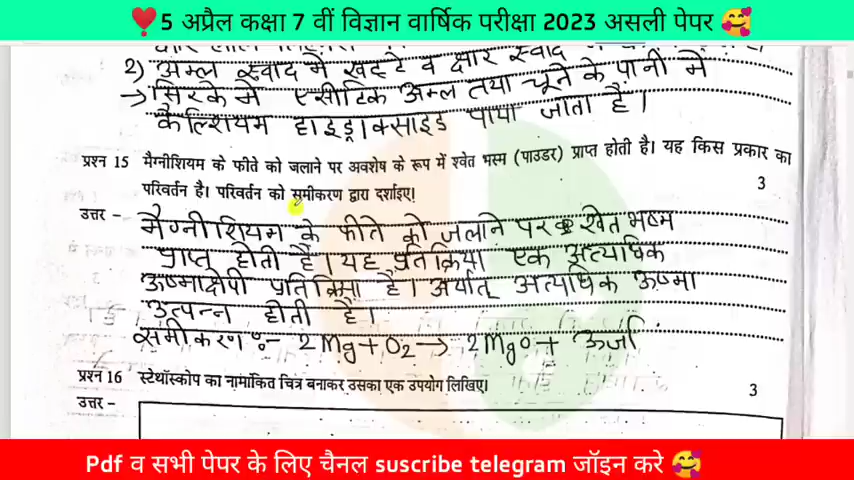 ❤️5 अप्रैल कक्षा 7 वीं विज्ञान वार्षिक परीक्षा 2023 असली पेपर 🥰
2) अम्ल स्वाद में खट्टे व क्षार स्वाद
→ सिरके में एसीटिक अम्ल तथा चूने के पानी में
कैल्शियम हाइड्राक्साइड पाया जाता है।
प्रश्न 15 मैग्नीशियम के फीते को जलाने पर अवशेष के रूप में श्वेत भस्म (पाउडर) प्राप्त होती है। यह किस प्रकार का
परिवर्तन है। परिवर्तन को समीकरण द्वारा दर्शाइए! 3
उत्तर – मैग्नीशियम के फीते को जलाने पर श्वेत भष्म
प्राप्त होती है। यह प्रतिक्रिया एक अत्याधिक
ऊष्माक्षेपी प्रतिक्रिया है। अर्थात् अत्याधिक ऊष्मा
उत्पन्न होती है।
समीकरण :- 2Mg + O2 → 2MgO + ऊर्जा
प्रश्न 16 स्टेथॉस्कोप का नामांकित चित्र बनाकर उसका एक उपयोग लिखिए। 3
उत्तर –
Pdf व सभी पेपर के लिए चैनल suscribe telegram जॉइन करे 🥰